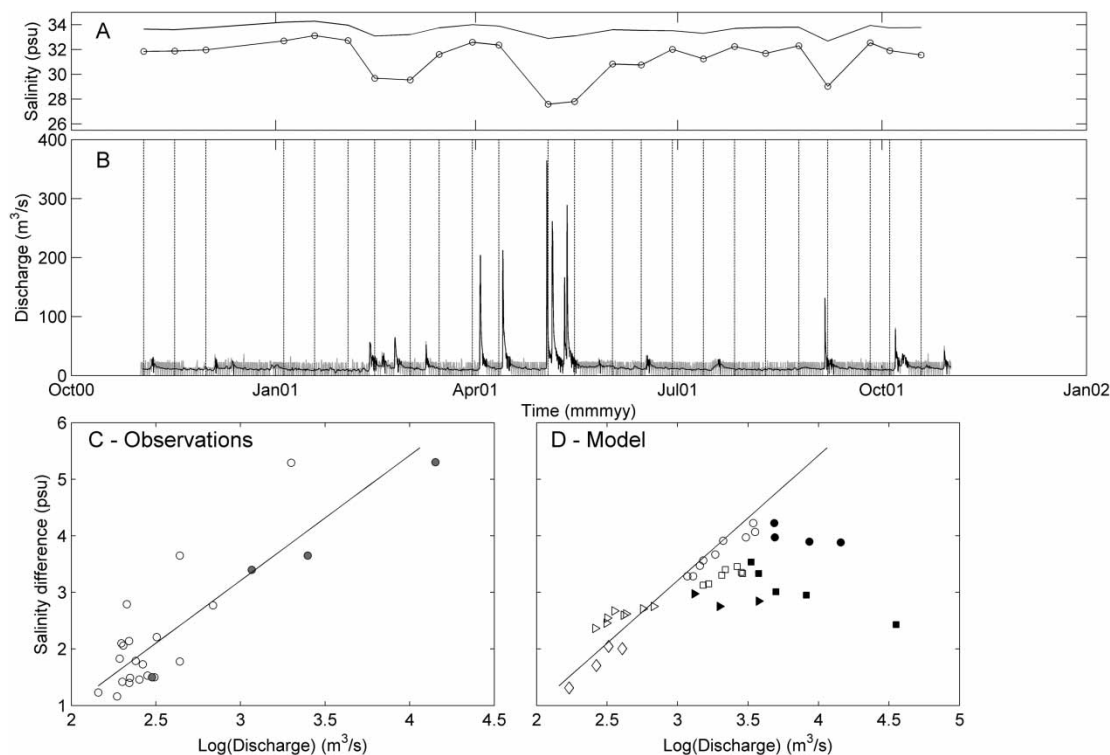 A
Salinity (psu)
34
32
30
28
26
B
Discharge (m³/s)
400
300
200
100
0
Oct00 Jan01 Apr01 Jul01 Oct01 Jan02
Time (mmmyy)
C - Observations
Salinity difference (psu)
6
5
4
3
2
1
2 2.5 3 3.5 4 4.5
Log(Discharge) (m³/s)
D - Model
2 2.5 3 3.5 4 4.5 5
Log(Discharge) (m³/s)